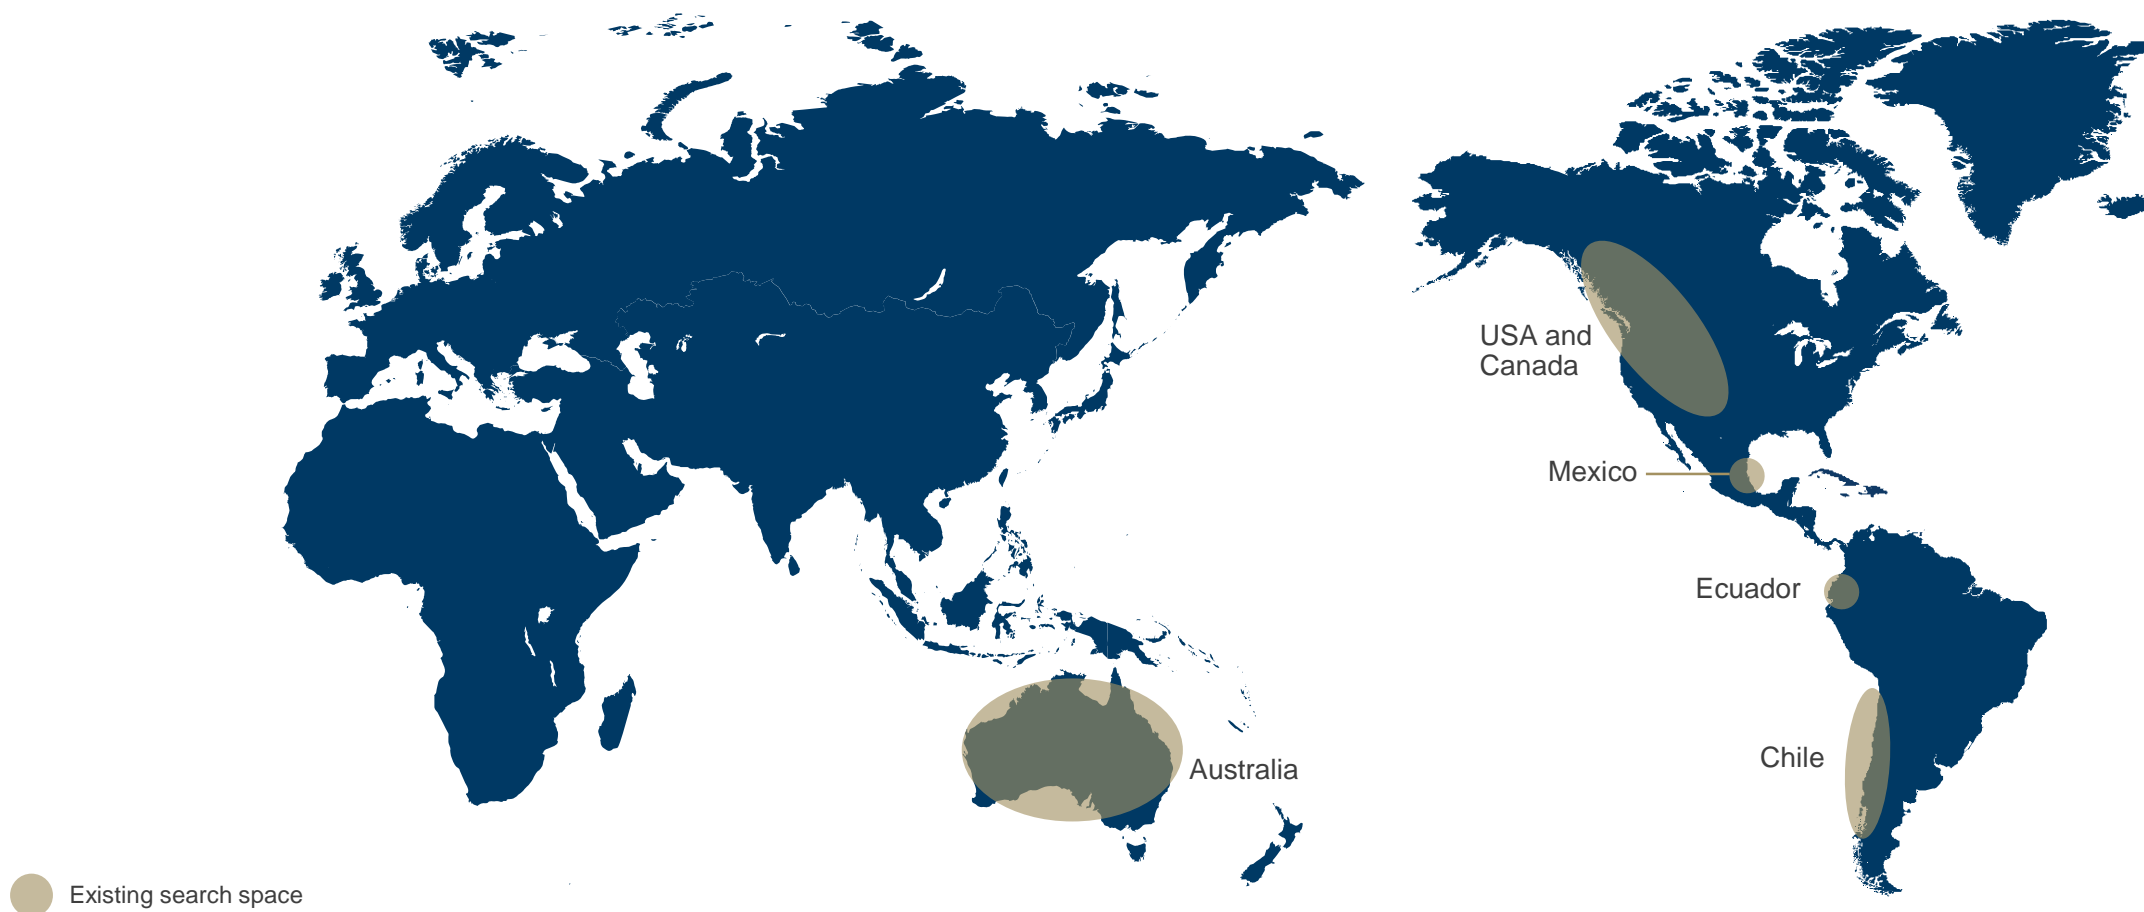 USA and
Canada
Mexico
Ecuador
Chile
Australia
Existing search space